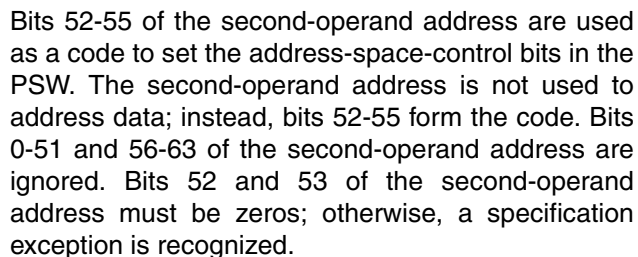 Bits 52-55 of the second-operand address are used
as a code to set the address-space-control bits in the
PSW. The second-operand address is not used to
address data; instead, bits 52-55 form the code. Bits
0-51 and 56-63 of the second-operand address are
ignored. Bits 52 and 53 of the second-operand
address must be zeros; otherwise, a specification
exception is recognized.